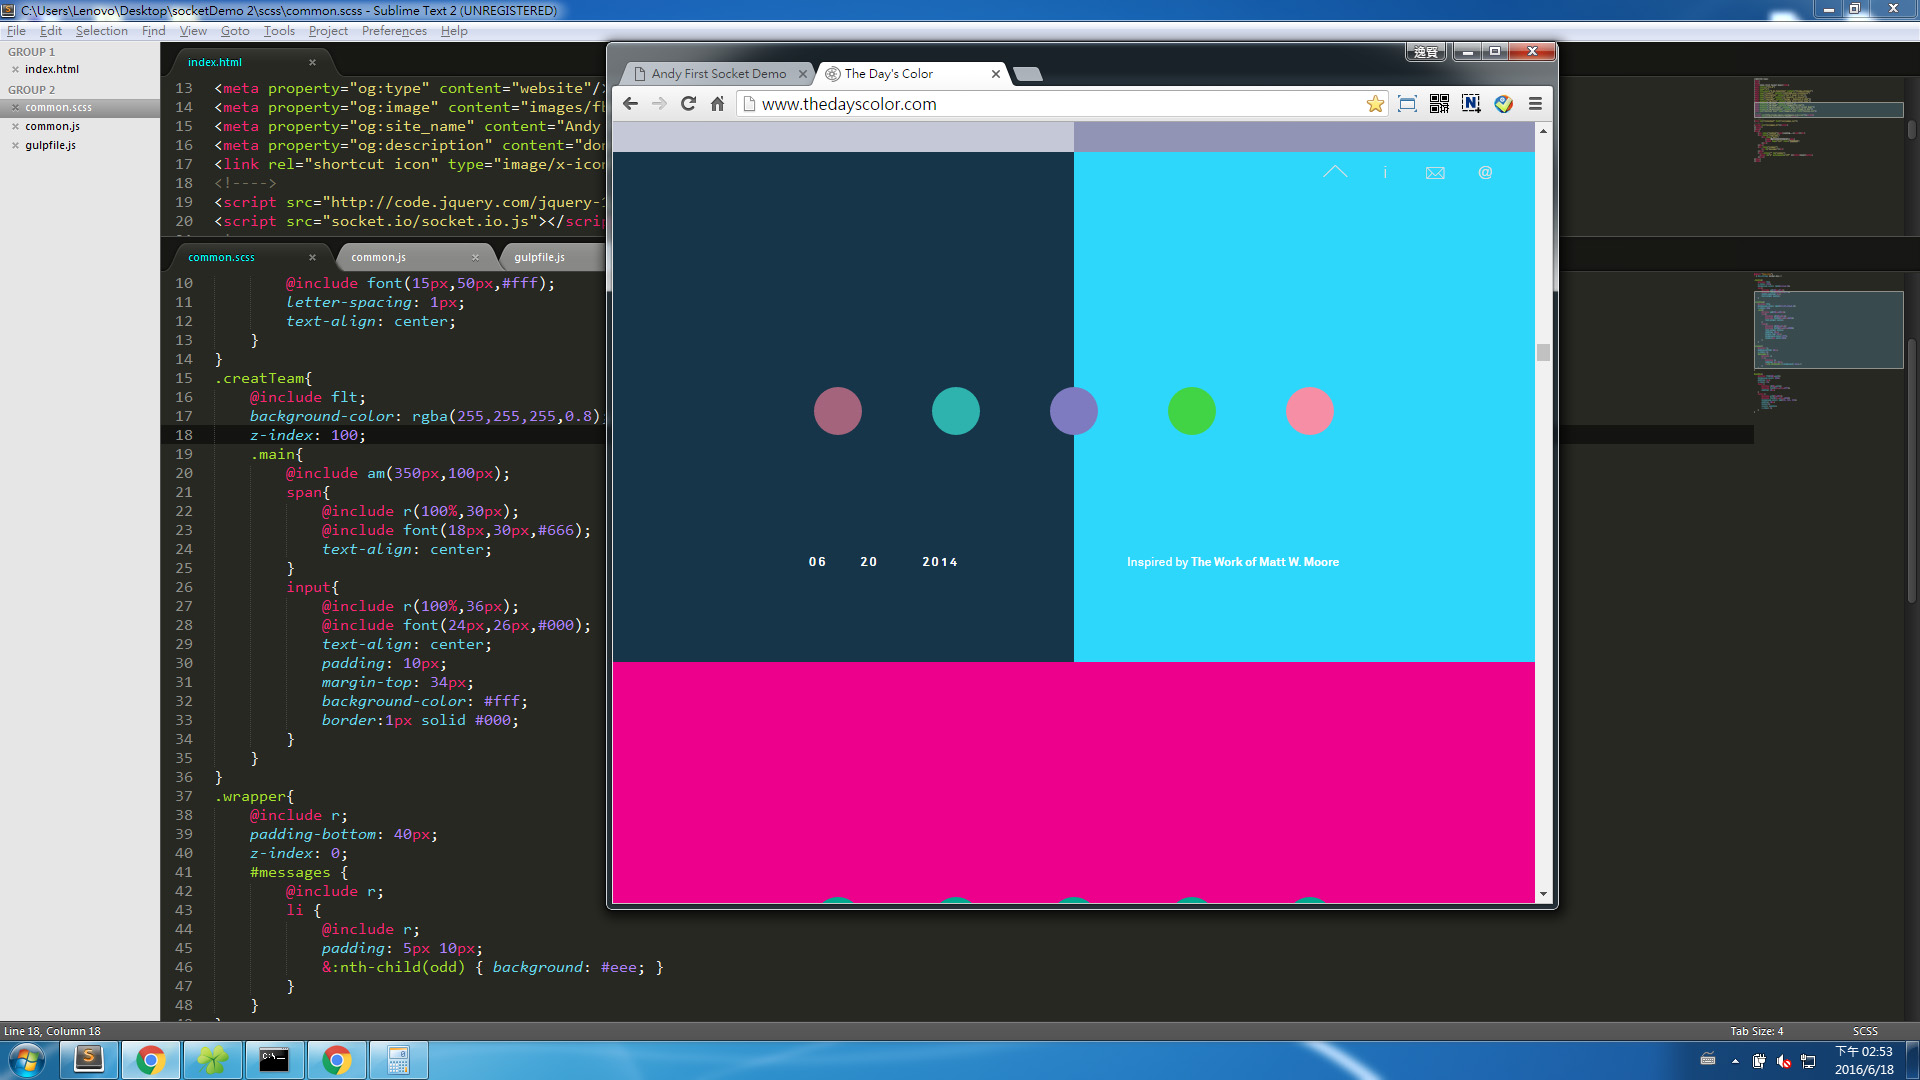 C:\Users\Lenovo\Desktop\socketDemo 2\scss\common.scss - Sublime Text 2 (UNREGISTERED)
File Edit Selection Find View Goto Tools Project Preferences Help
GROUP 1
index.html
GROUP 2
common.scss
common.js
gulpfile.js
index.html
13 <meta property="og:type" content="website"/>
14 <meta property="og:image" content="images/
15 <meta property="og:site_name" content="Andy
16 <meta property="og:description" content="
17 <link rel="shortcut icon" type="image/
18 <!---->
19 <script src="http://code.jquery.com/
20 <script src="socket.io/socket.io.js"></
common.scss common.js gulpfile.js
10 @include font(15px,50px,#fff);
11 letter-spacing: 1px;
12 text-align: center;
13 }
14 }
15 .creatTeam{
16 @include flt;
17 background-color: rgba(255,255,255,0.8)
18 z-index: 100;
19 .main{
20 @include am(350px,100px);
21 span{
22 @include r(100%,30px);
23 @include font(18px,30px,#666);
24 text-align: center;
25 }
26 input{
27 @include r(100%,36px);
28 @include font(24px,26px,#000);
29 text-align: center;
30 padding: 10px;
31 margin-top: 34px;
32 background-color: #fff;
33 border:1px solid #000;
34 }
35 }
36 }
37 .wrapper{
38 @include r;
39 padding-bottom: 40px;
40 z-index: 0;
41 #messages {
42 @include r;
43 li {
44 @include r;
45 padding: 5px 10px;
46 &:nth-child(odd) { background: #eee; }
47 }
48 }
逸賢
Andy First Socket Demo
The Day's Color
www.thedayscolor.com
i @
06 20 2014
Inspired by The Work of Matt W. Moore
Line 18, Column 18
Tab Size: 4 SCSS
下午 02:53
2016/6/18